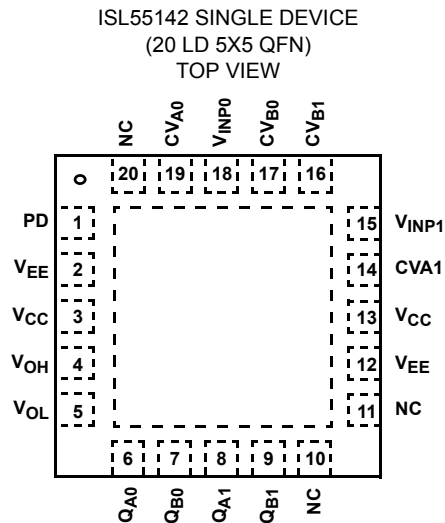 ISL55142 SINGLE DEVICE
(20 LD 5X5 QFN)
TOP VIEW
NC
CVA0
VINP0
CVB0
CVB1
20 19 18 17 16
PD 1
VEE 2
VCC 3
VOH 4
VOL 5
15 VINP1
14 CVA1
13 VCC
12 VEE
11 NC
6 7 8 9 10
QA0
QB0
QA1
QB1
NC